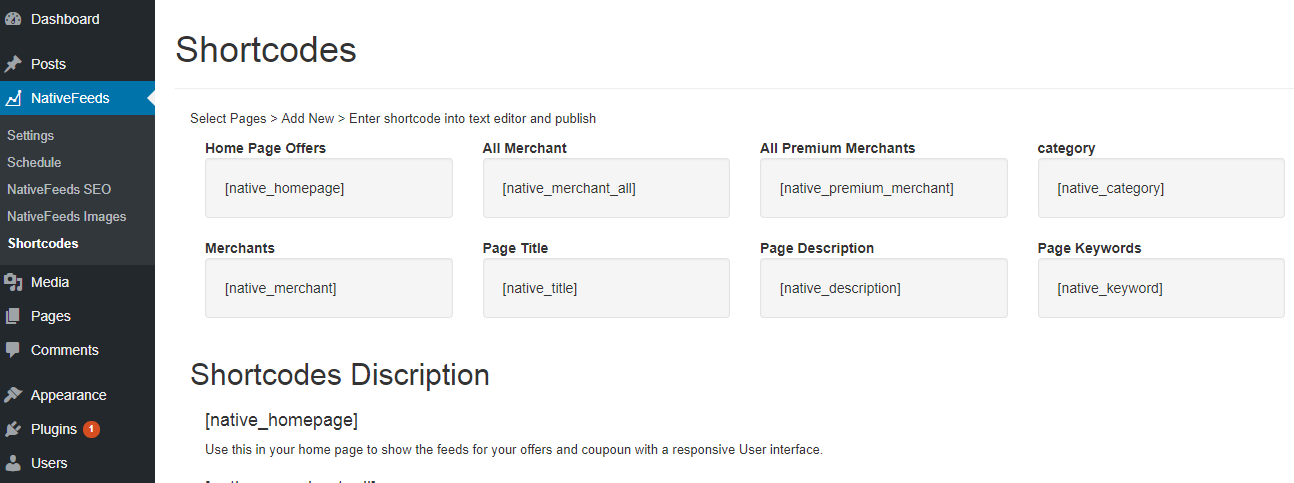 Dashboard
Posts
NativeFeeds
Settings
Schedule
NativeFeeds SEO
NativeFeeds Images
Shortcodes
Media
Pages
Comments
Appearance
Plugins 1
Users
Shortcodes
Select Pages > Add New > Enter shortcode into text editor and publish
Home Page Offers
[native_homepage]
All Merchant
[native_merchant_all]
All Premium Merchants
[native_premium_merchant]
category
[native_category]
Merchants
[native_merchant]
Page Title
[native_title]
Page Description
[native_description]
Page Keywords
[native_keyword]
Shortcodes Discription
[native_homepage]
Use this in your home page to show the feeds for your offers and coupoun with a responsive User interface.